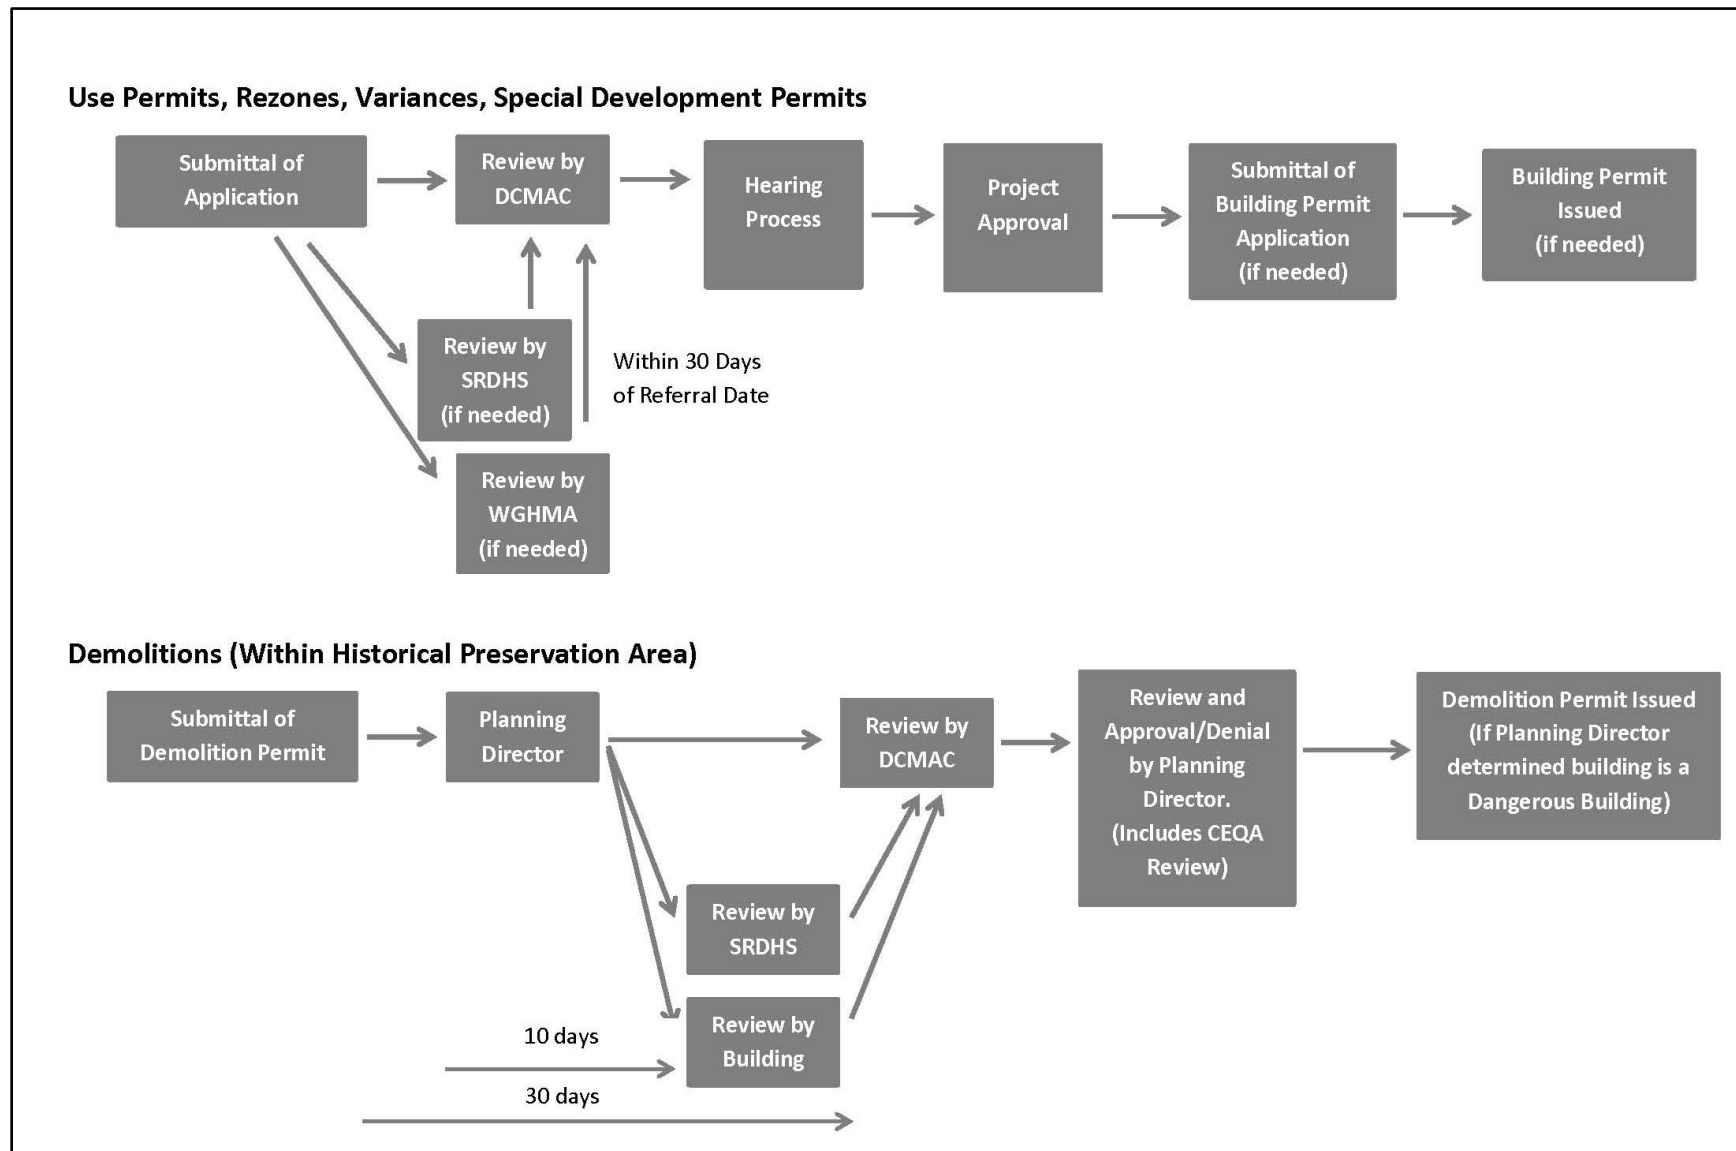 Use Permits, Rezones, Variances, Special Development Permits
Submittal of
Application
Review by
DCMAC
Hearing
Process
Project
Approval
Submittal of
Building Permit
Application
(if needed)
Building Permit
Issued
(if needed)
Review by
SRDHS
(if needed)
Within 30 Days
of Referral Date
Review by
WGHMA
(if needed)
Demolitions (Within Historical Preservation Area)
Submittal of
Demolition Permit
Planning
Director
Review by
DCMAC
Review and
Approval/Denial
by Planning
Director.
(Includes CEQA
Review)
Demolition Permit Issued
(If Planning Director
determined building is a
Dangerous Building)
Review by
SRDHS
Review by
Building
10 days
30 days